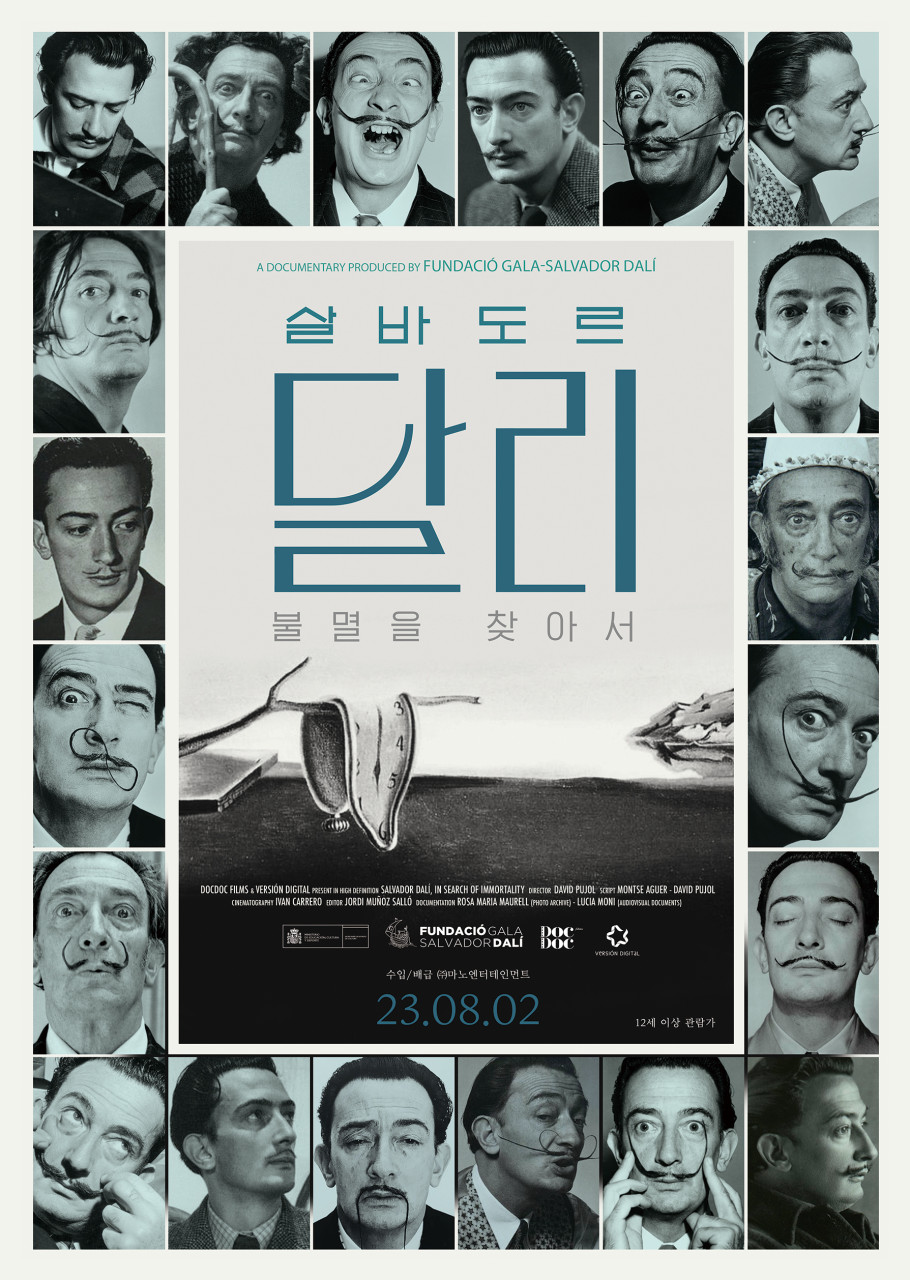 A DOCUMENTARY PRODUCED BY FUNDACIÓ GALA-SALVADOR DALÍ
살바도르
달리
불멸을 찾아서
3
4
5
6
DOCDOC FILMS & VERSIÓN DIGITAL PRESENT IN HIGH DEFINITION SALVADOR DALÍ, IN SEARCH OF IMMORTALITY DIRECTOR DAVID PUJOL SCRIPT MONTSE AGUER - DAVID PUJOL
CINEMATOGRAPHY IVAN CARRERO EDITOR JORDI MUÑOZ SALLÓ DOCUMENTATION ROSA MARIA MAURELL (PHOTO ARCHIVE) - LUCIA MONI (AUDIOVISUAL DOCUMENTS)
FUNDACIÓ GALA
SALVADOR DALÍ
DOC
DOC
VERSIÓN DIGITAL
수입/배급 ㈜마노엔터테인먼트
23.08.02
12세 이상 관람가